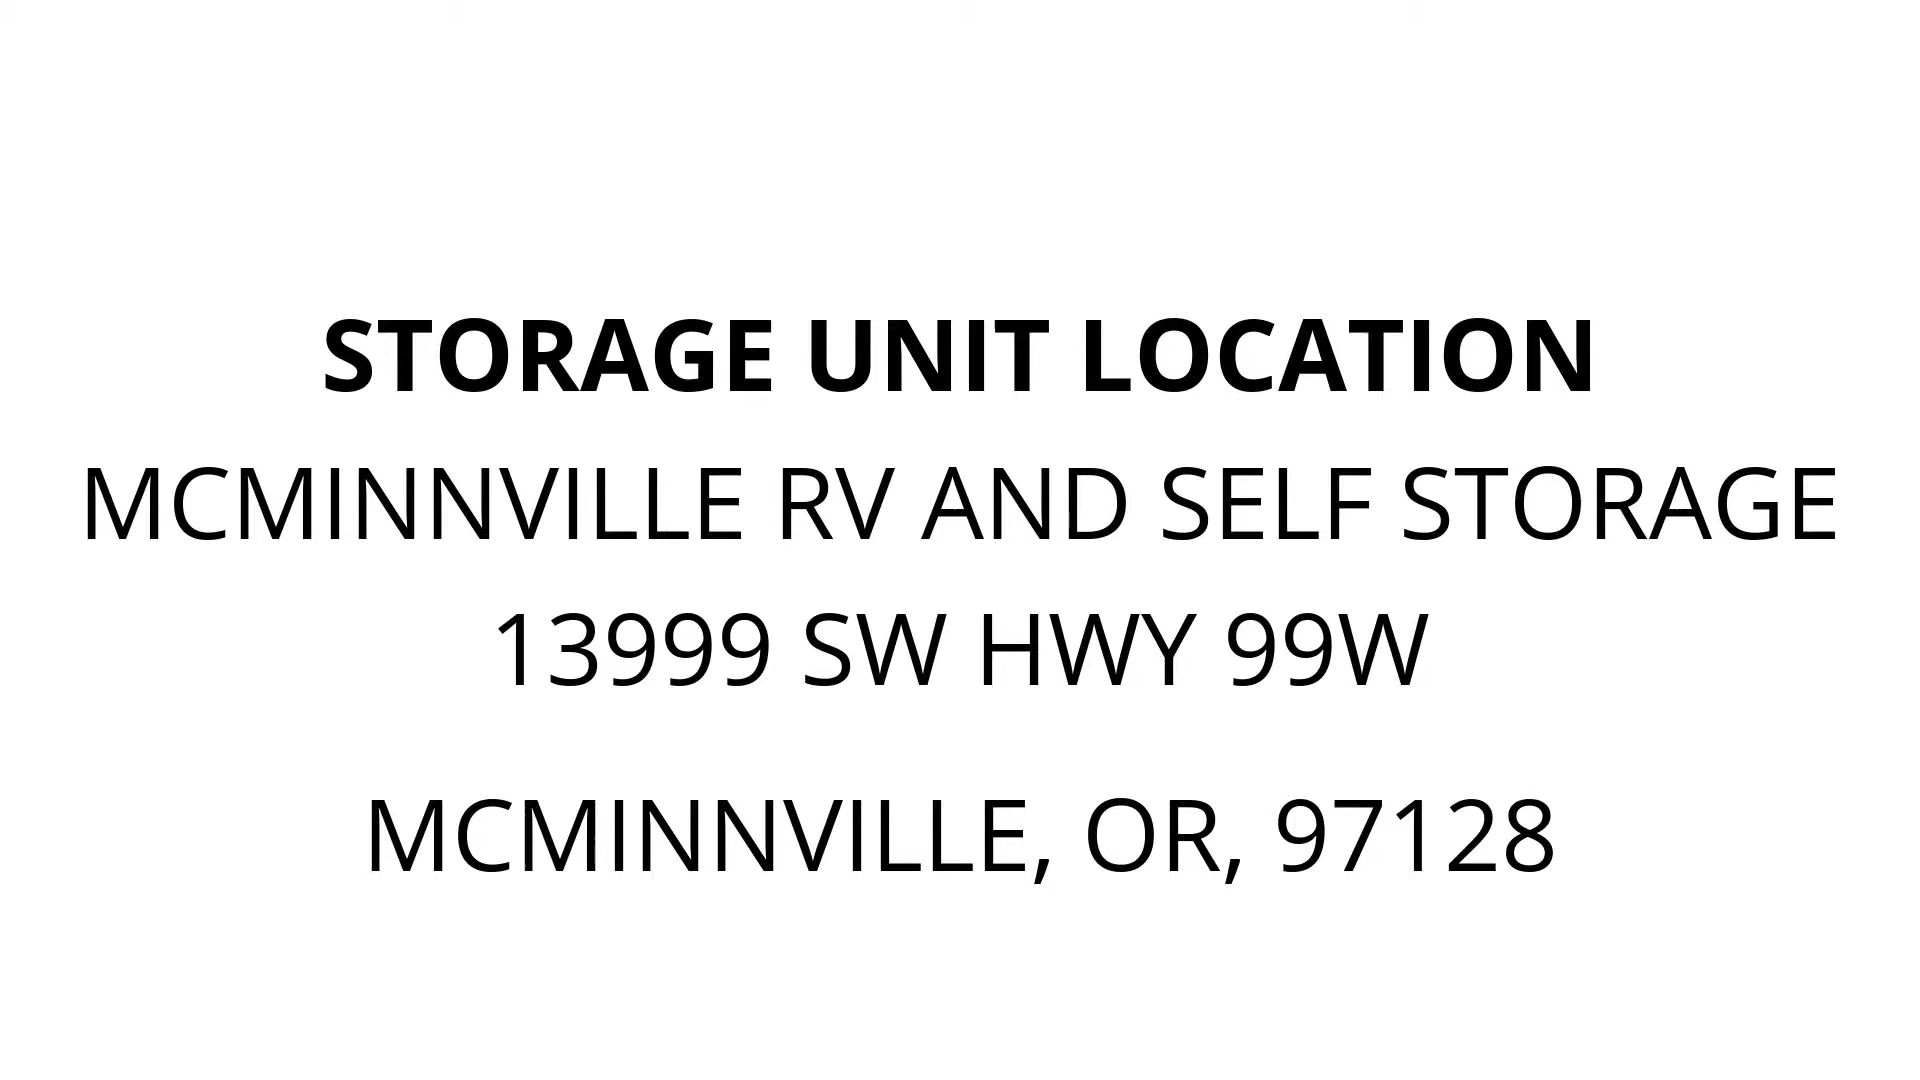 STORAGE UNIT LOCATION
MCMINNVILLE RV AND SELF STORAGE
13999 SW HWY 99W
MCMINNVILLE, OR, 97128